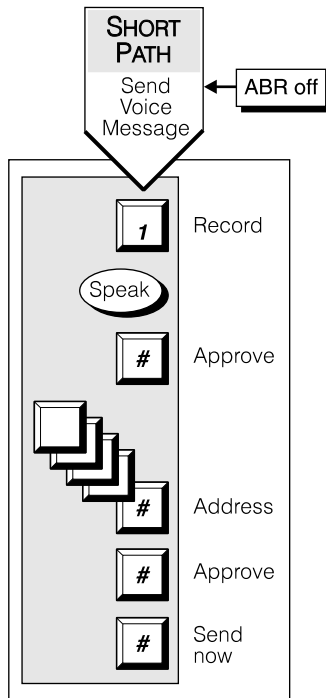 SHORT
PATH
Send
Voice
Message
ABR off
1 Record
Speak
# Approve
# Address
# Approve
# Send
now